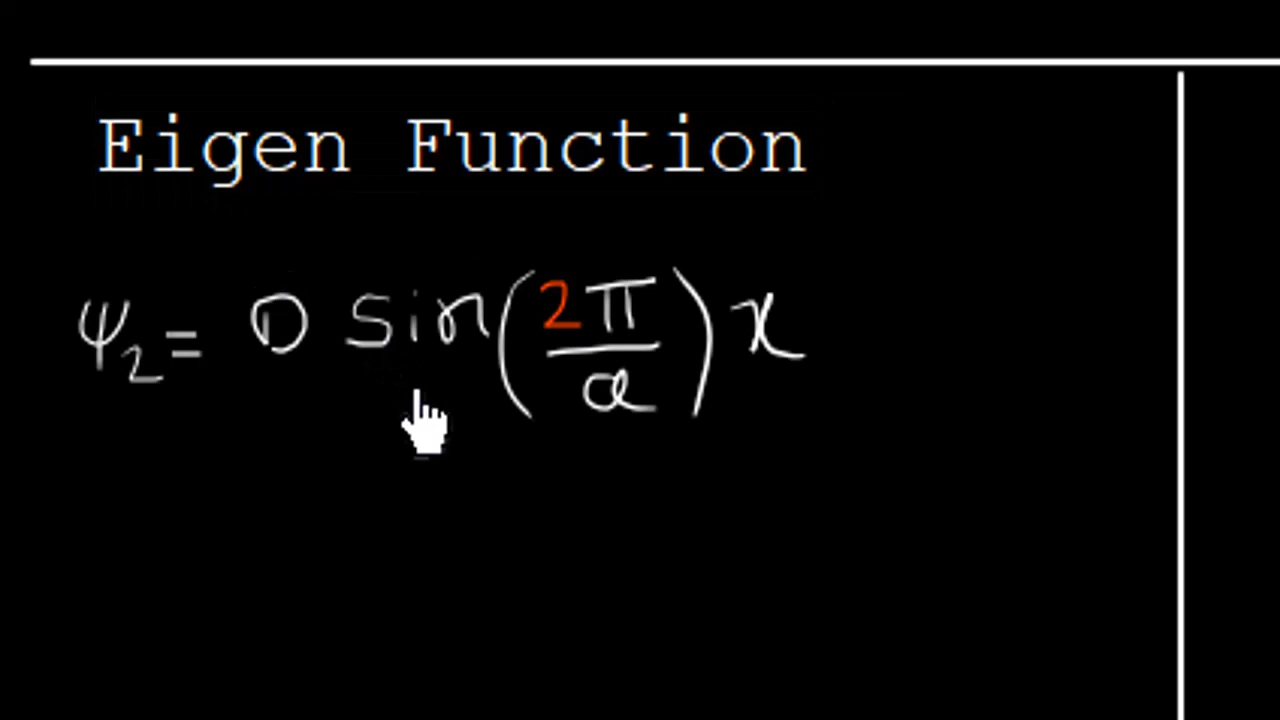 Eigen Function
ψ₂ = D sin(2π/a)x